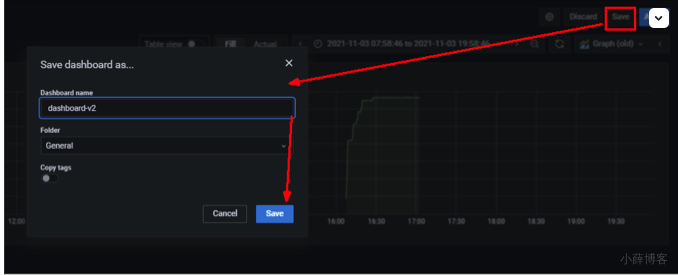 Discard Save
Table view Fill Actual 2021-11-03 07:58:46 to 2021-11-03 19:58:46 Graph (old)
Save dashboard as...
Dashboard name
dashboard-v2
Folder
General
Copy tags
Cancel Save
12:00 16:00 16:30 17:00 17:30 18:00 18:30 19:00 19:30
小薛博客